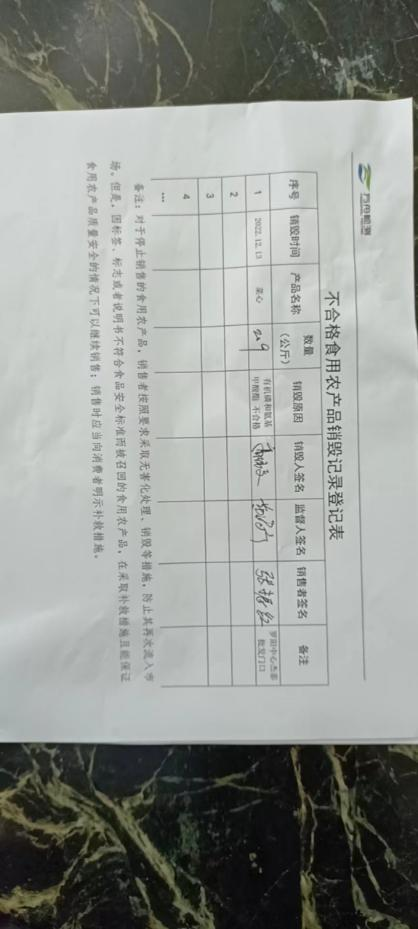 不合格食用农产品销毁记录登记表
序号 销毁时间 产品名称 数量（公斤） 销毁原因 销毁人签名 监督人签名 销售者签名 备注
1 2022.12.13 菜心 有机磷和氨基甲酸酯 不合格 罗阳中心 批发门口
2
3
4
...
备注：对于停止销售的食用农产品，销售者按照要求采取无害化处理、销毁等措施，防止其再次流入市
场。但是，因标签、标志或者说明书不符合食品安全标准而被召回的食用农产品，在采取补救措施且能保证
食用农产品质量安全的情况下可以继续销售；销售时应当向消费者明示补救措施。